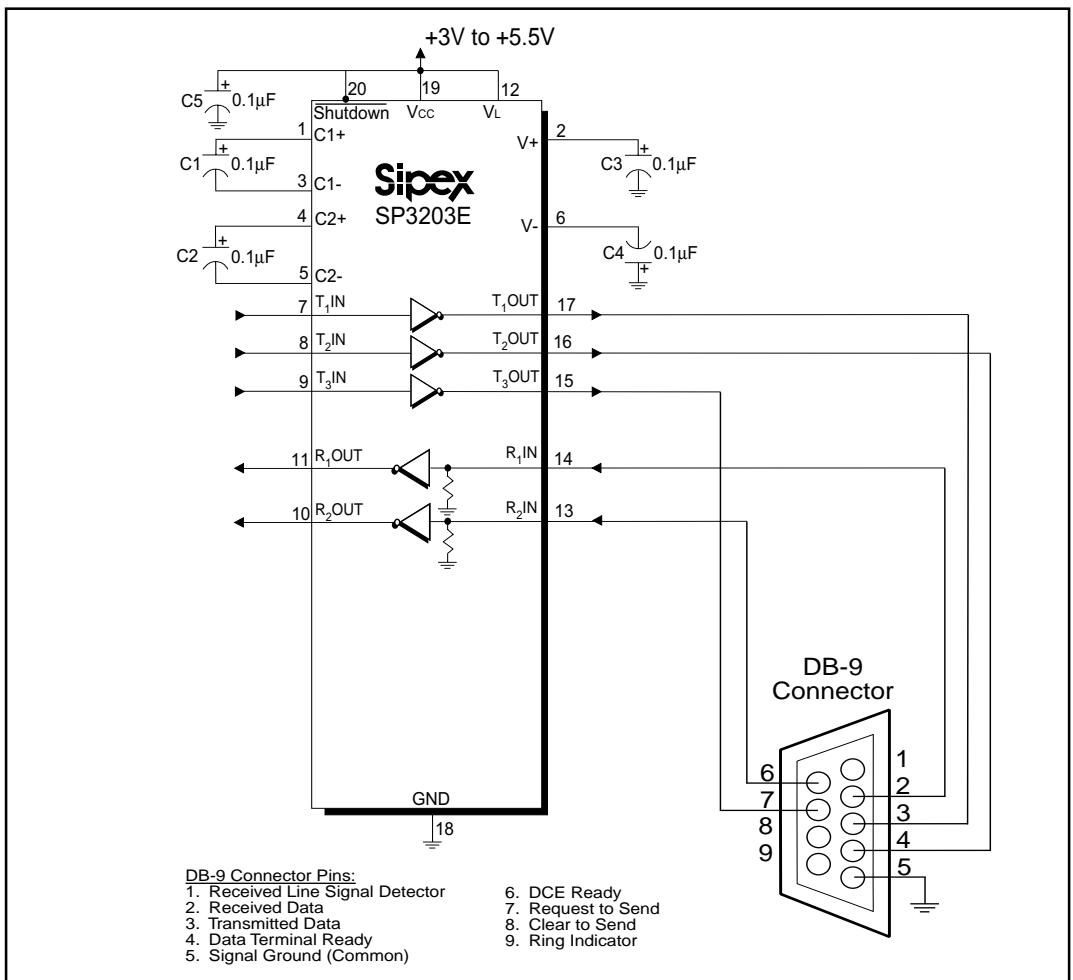 +3V to +5.5V
20 19 12
C5 + 0.1µF
Shutdown VCC VL
1 C1+
V+ 2
C1 + 0.1µF
C3 + 0.1µF
3 C1-
Sipex
SP3203E
4 C2+
V- 6
C2 + 0.1µF
C4 0.1µF +
5 C2-
7 T1IN T1OUT 17
8 T2IN T2OUT 16
9 T3IN T3OUT 15
11 R1OUT R1IN 14
10 R2OUT R2IN 13
DB-9
Connector
1
6
2
7
3
8
4
9
5
GND
18
DB-9 Connector Pins:
1. Received Line Signal Detector
2. Received Data
3. Transmitted Data
4. Data Terminal Ready
5. Signal Ground (Common)
6. DCE Ready
7. Request to Send
8. Clear to Send
9. Ring Indicator